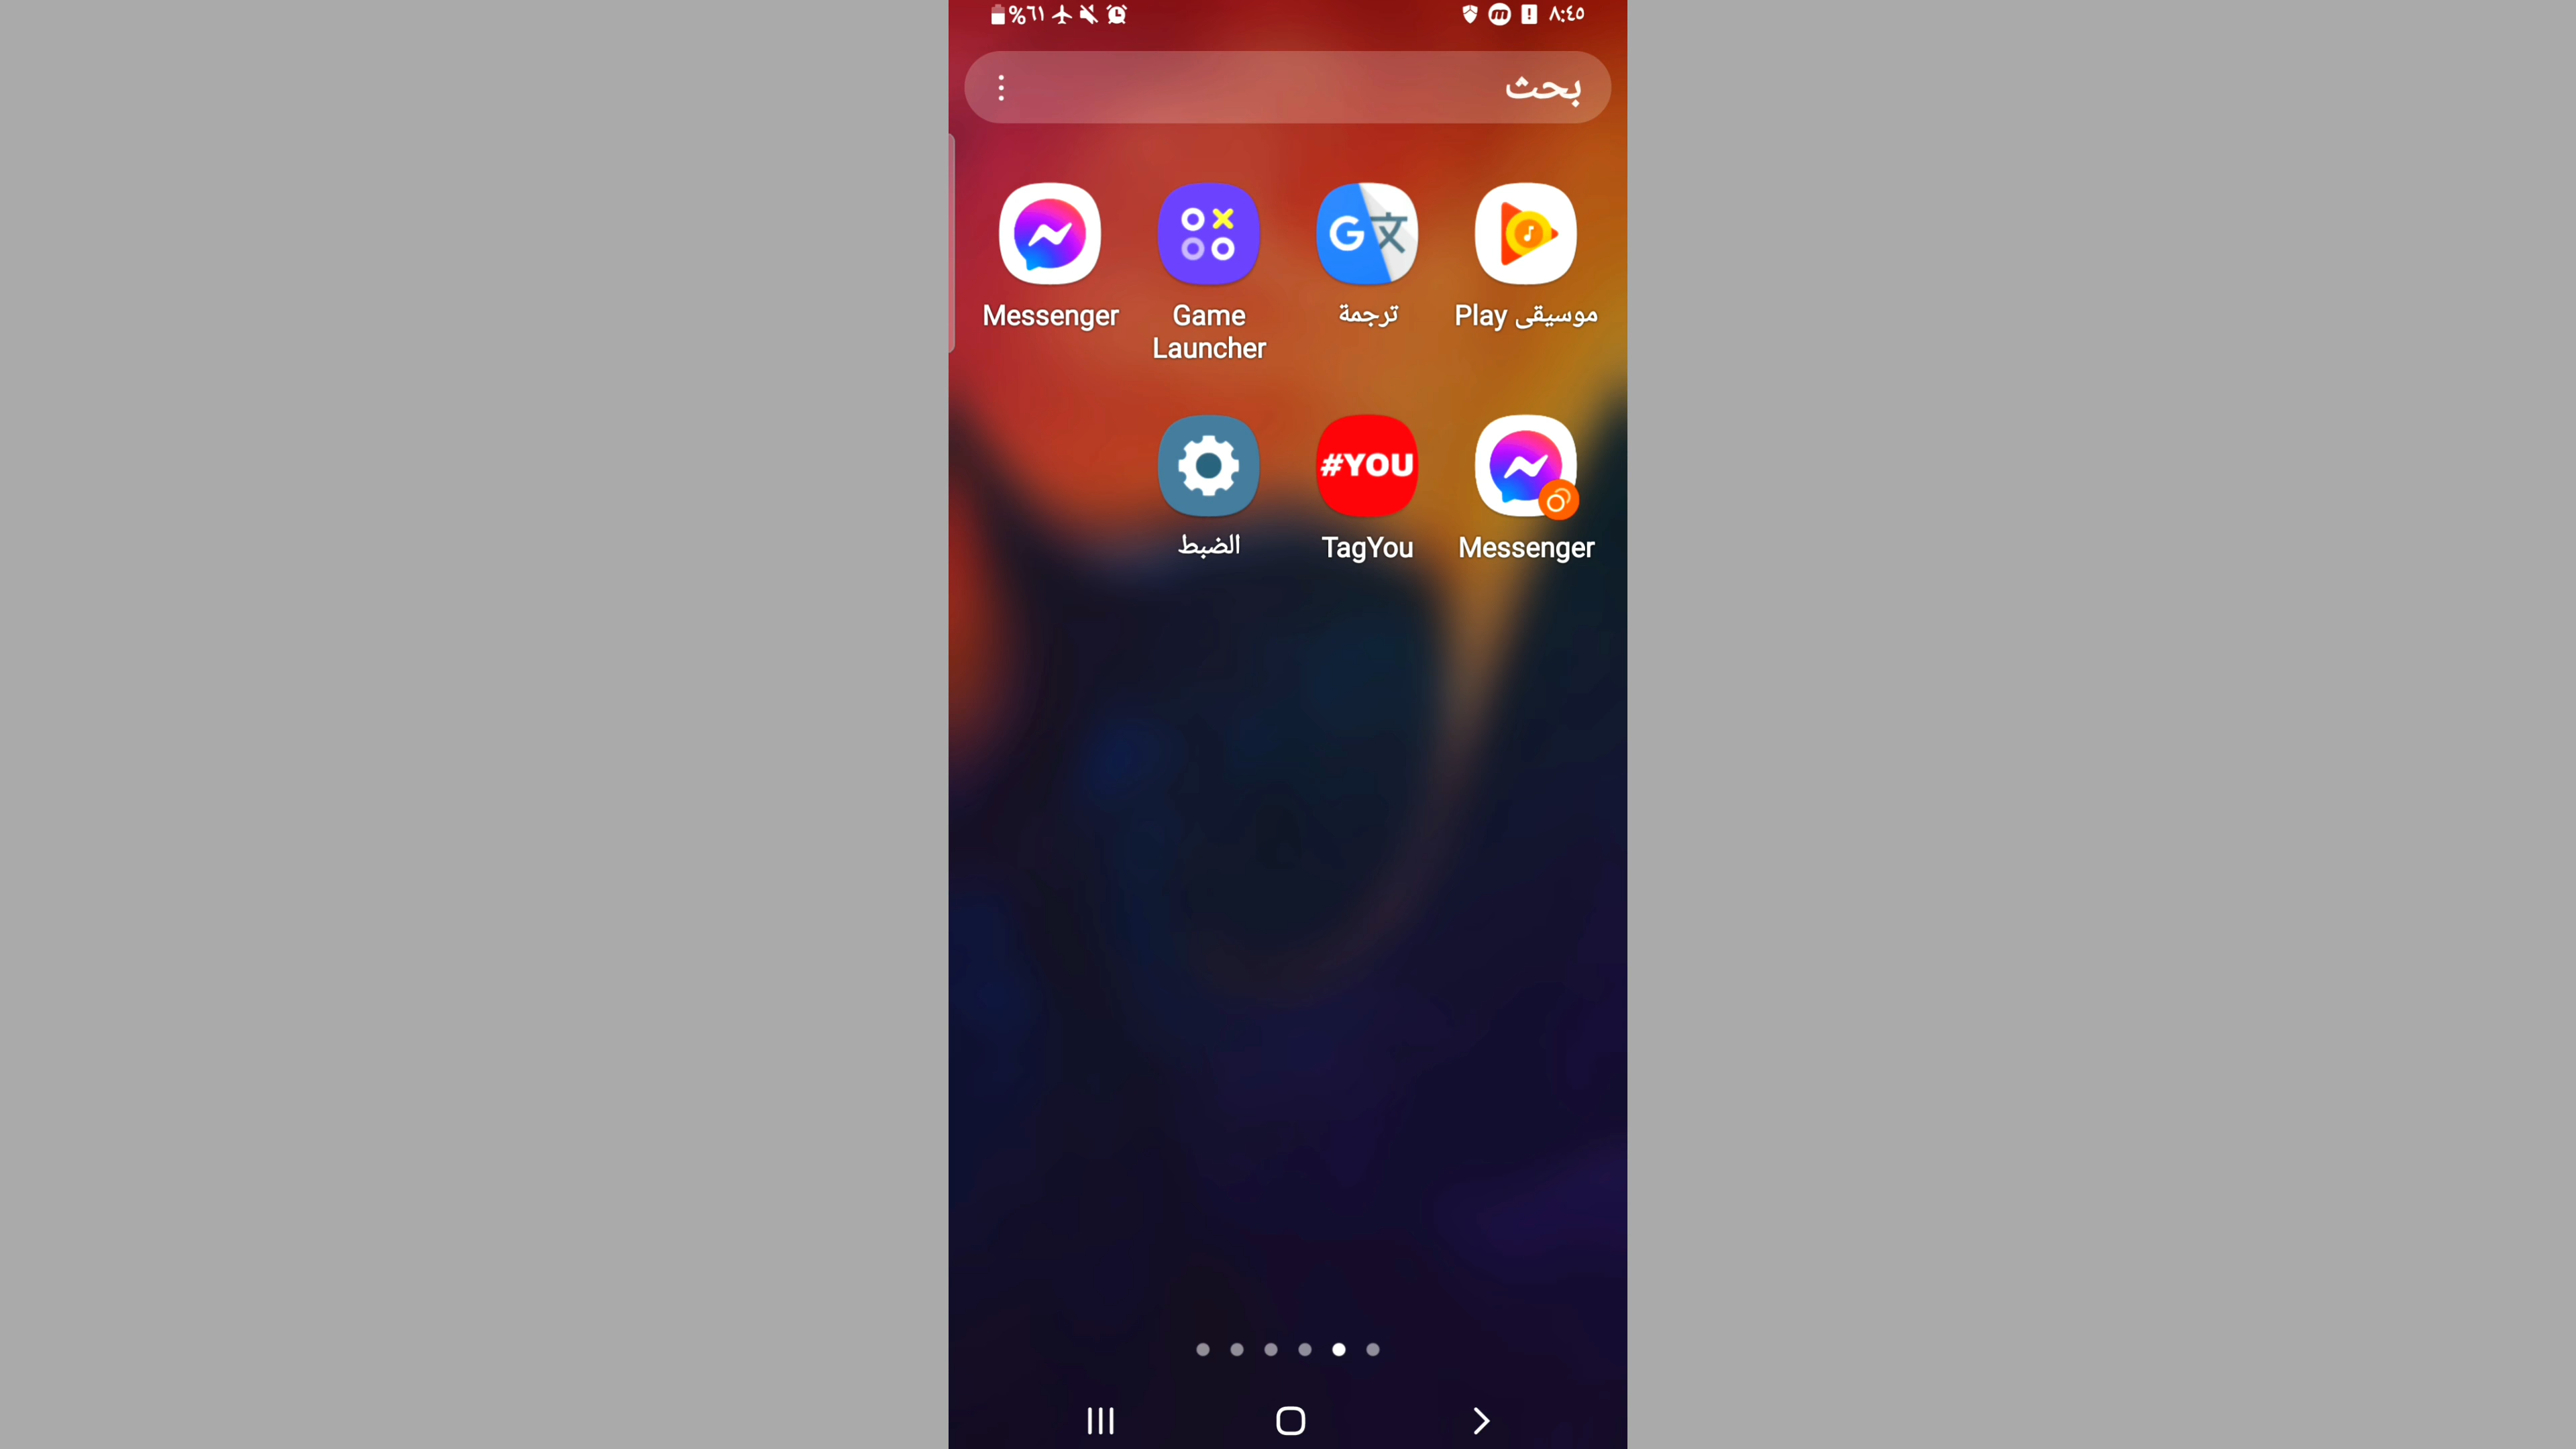 ٨:٤٥
%٦١
بحث
موسيقى Play
ترجمة
Game
Launcher
Messenger
#YOU
Messenger
TagYou
الضبط